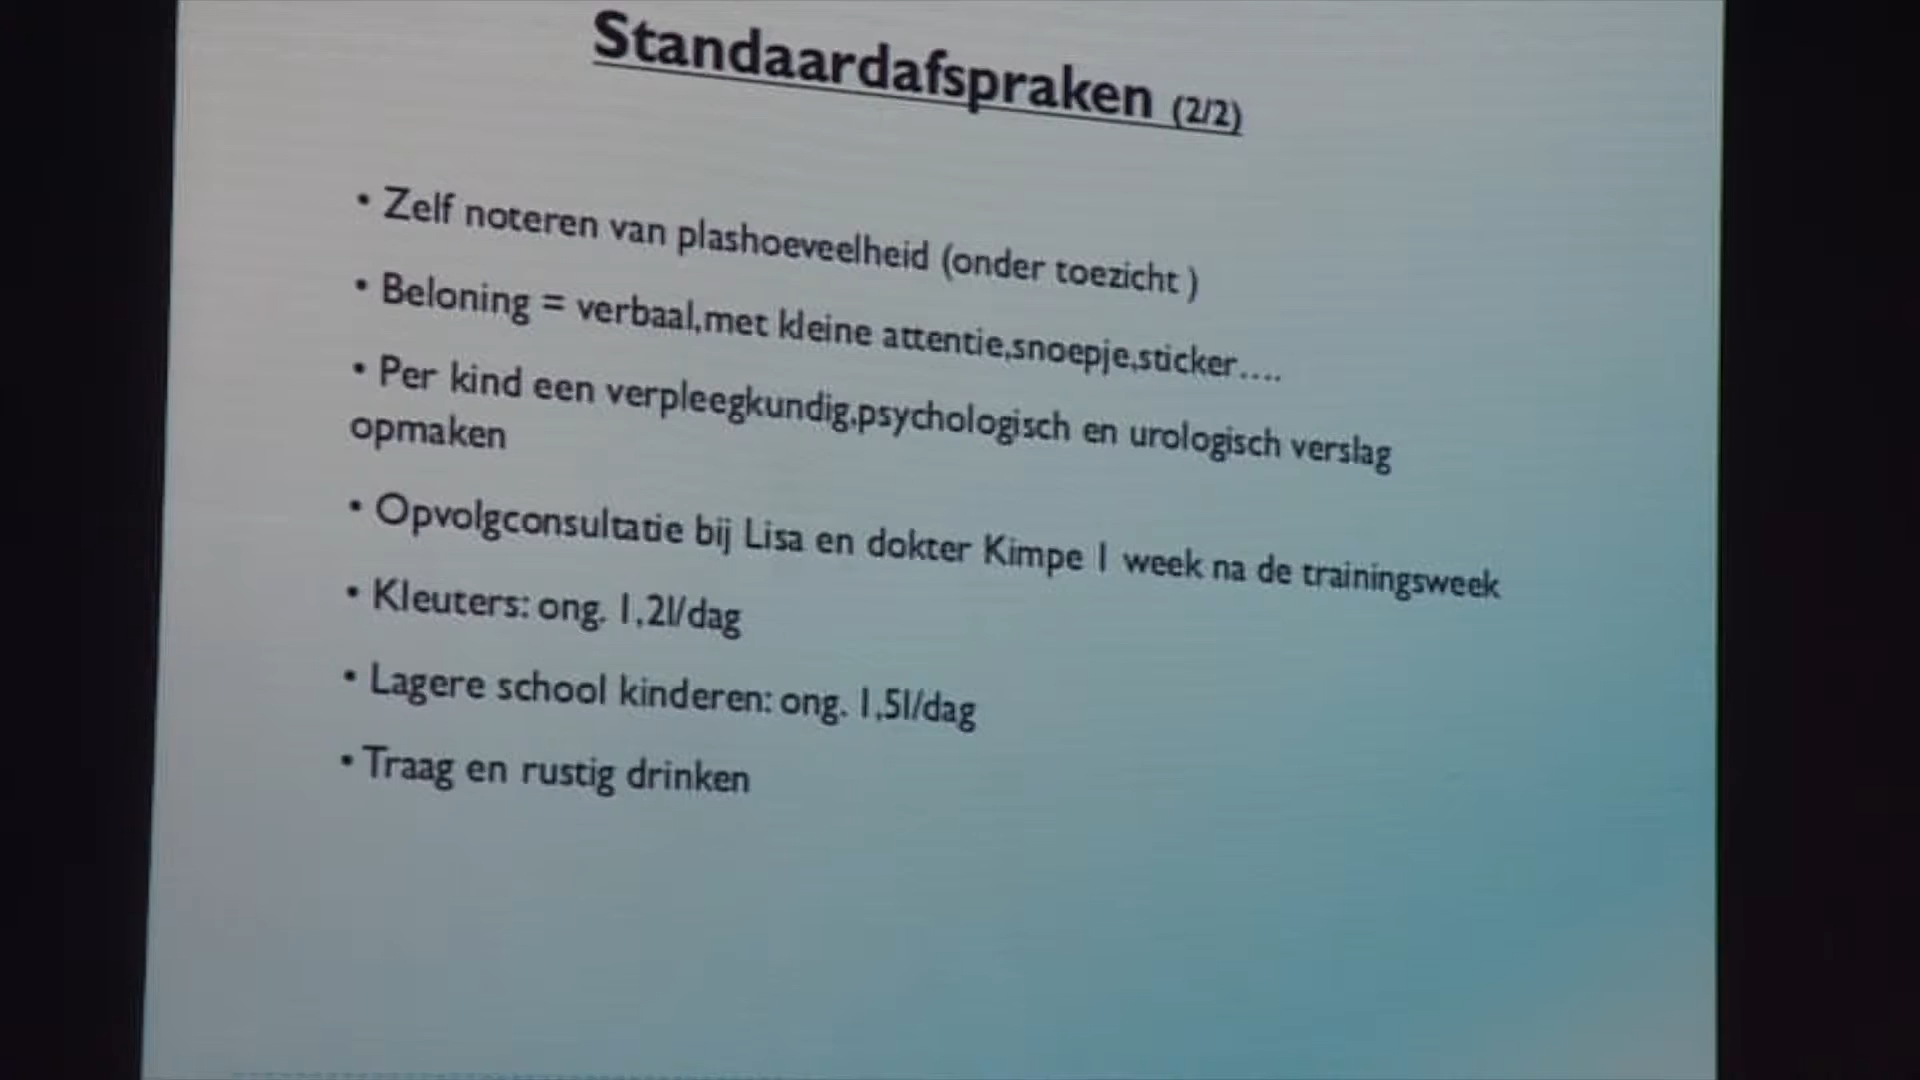 Standaardafspraken (2/2)
• Zelf noteren van plashoeveelheid (onder toezicht )
• Beloning = verbaal,met kleine attentie,snoepje,sticker....
• Per kind een verpleegkundig,psychologisch en urologisch verslag
opmaken
• Opvolgconsultatie bij Lisa en dokter Kimpe 1 week na de trainingsweek
• Kleuters: ong. 1,2l/dag
• Lagere school kinderen: ong. 1,5l/dag
• Traag en rustig drinken